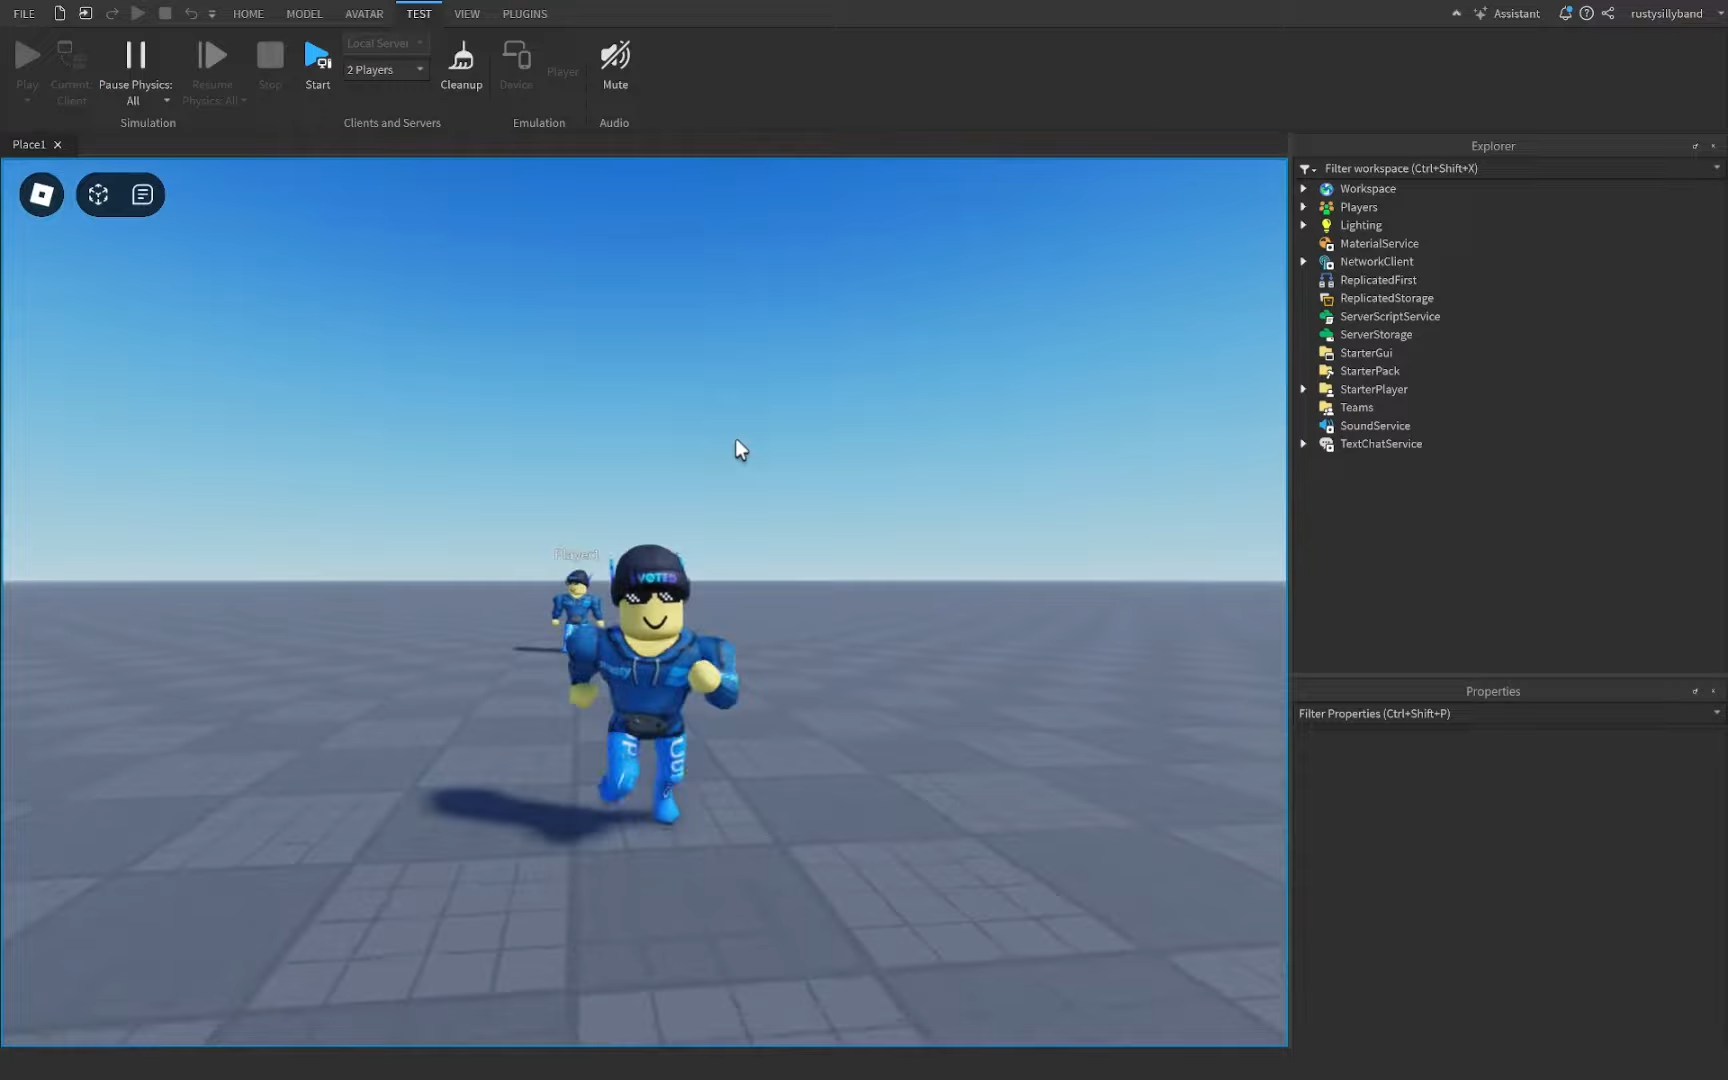 FILE HOME MODEL AVATAR TEST VIEW PLUGINS Assistant rustysillyband
Play Current Client Pause Physics: All Resume Physics: All Stop Start Local Server 2 Players Cleanup Device Player Mute
Simulation Clients and Servers Emulation Audio
Place1
Explorer
Filter workspace (Ctrl+Shift+X)
Workspace
Players
Lighting
MaterialService
NetworkClient
ReplicatedFirst
ReplicatedStorage
ServerScriptService
ServerStorage
StarterGui
StarterPack
StarterPlayer
Teams
SoundService
TextChatService
Player1
VOTED
Properties
Filter Properties (Ctrl+Shift+P)